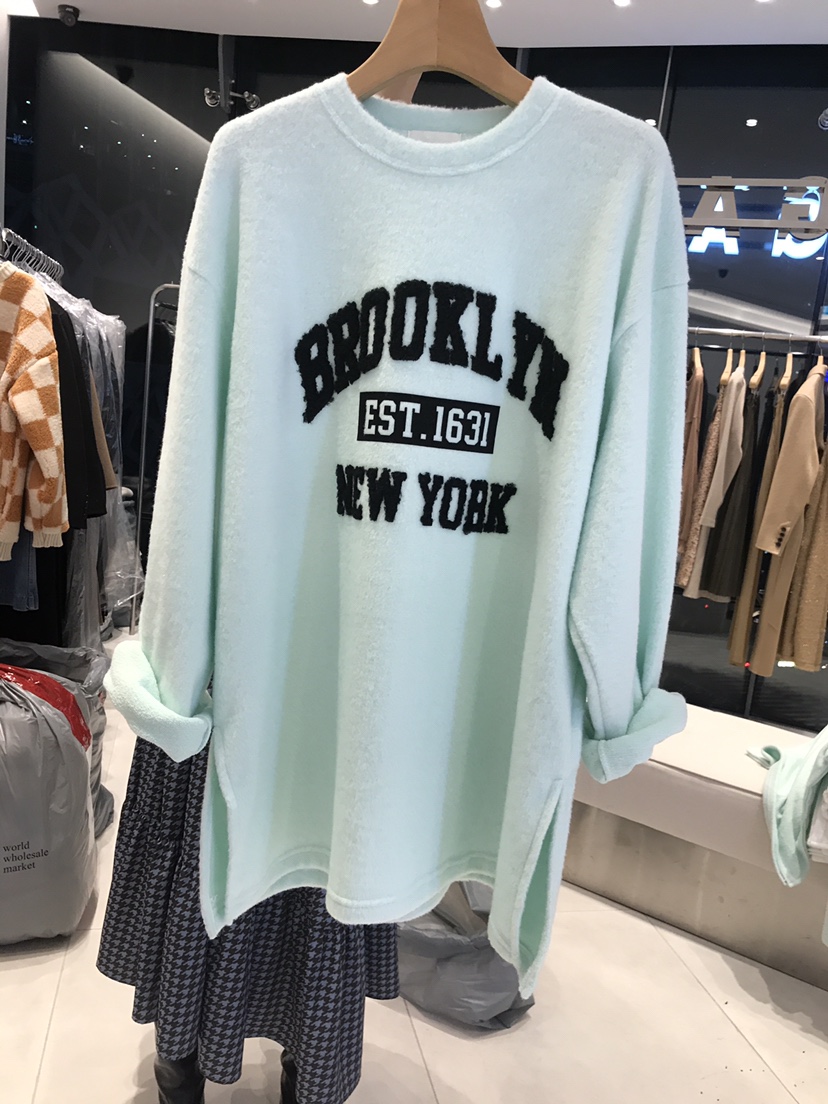 BROOKLYN
EST.1631
NEW YORK
world
wholesale
market